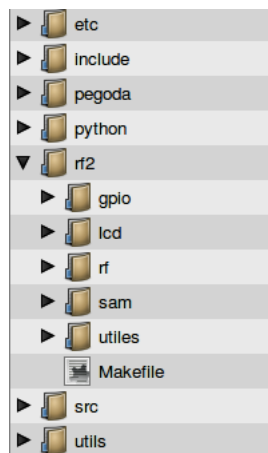 etc
include
pegoda
python
rf2
gpio
lcd
rf
sam
utiles
Makefile
src
utils